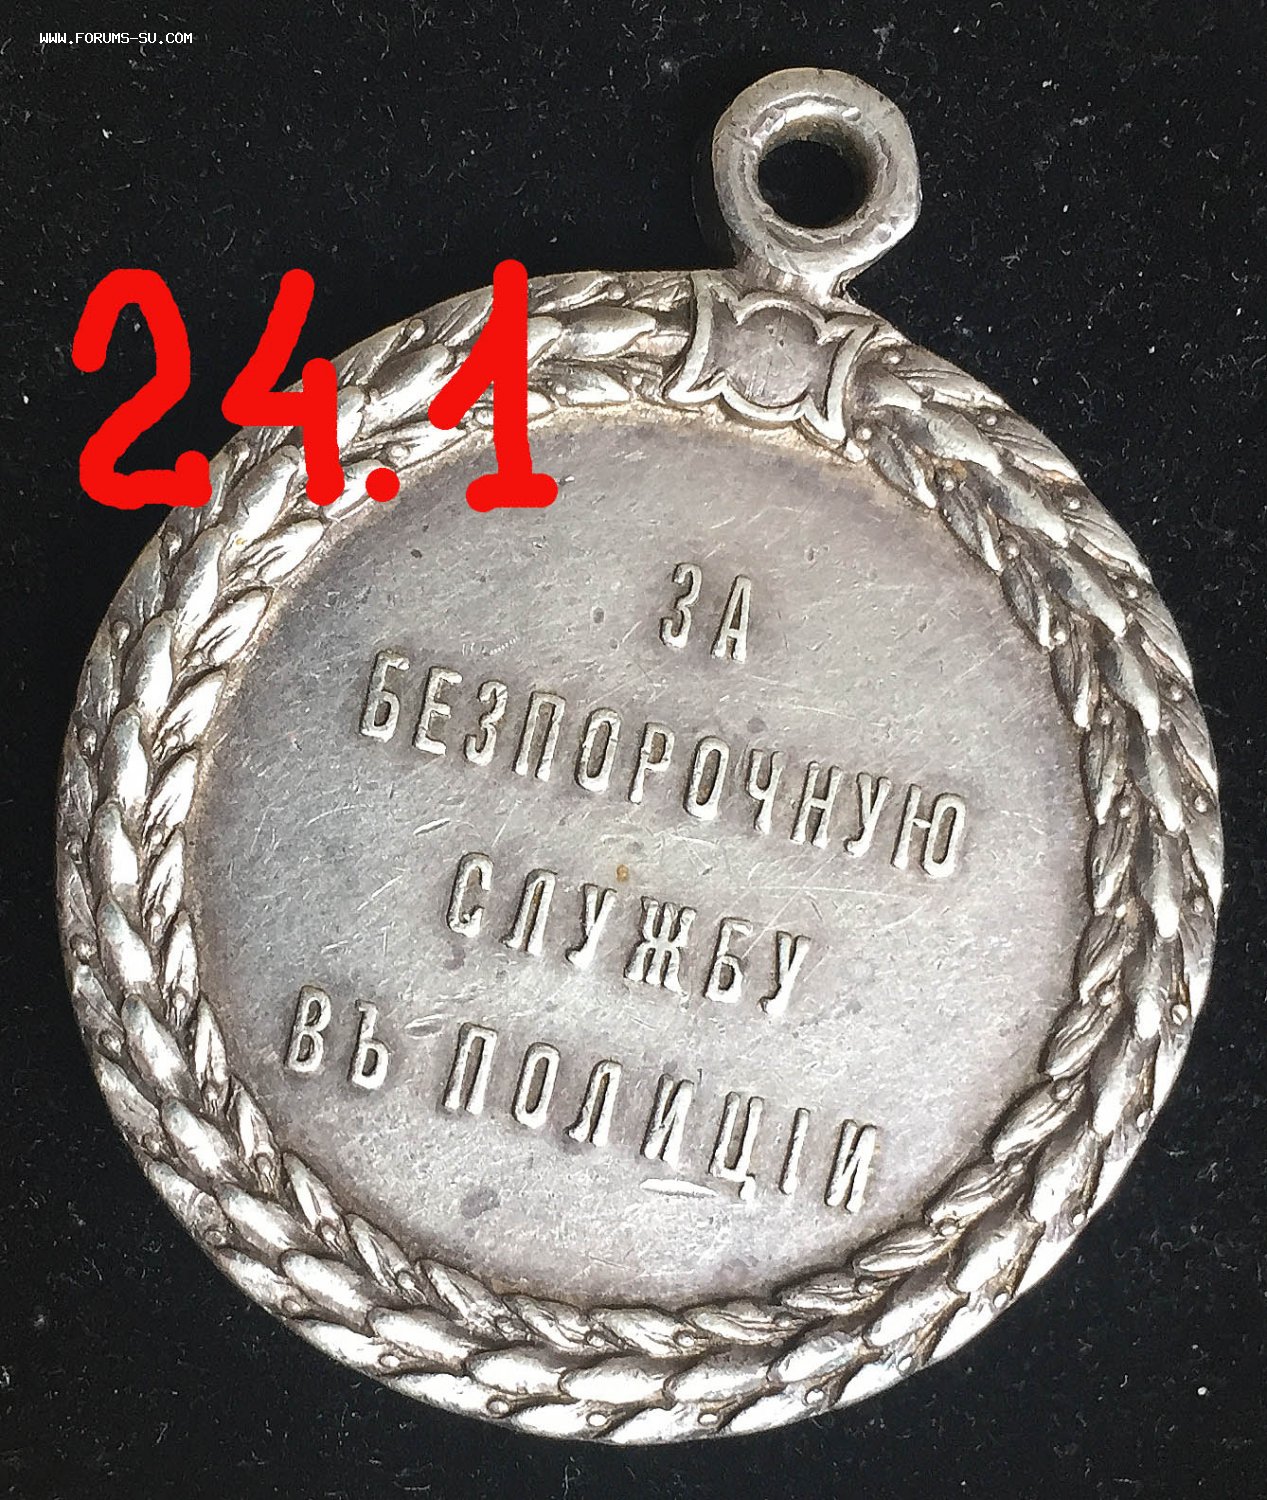 WWW.FORUMS-SU.COM
24.1
ЗА
БЕЗПОРОЧНУЮ
СЛУЖБУ
ВЪ ПОЛИЦІИ